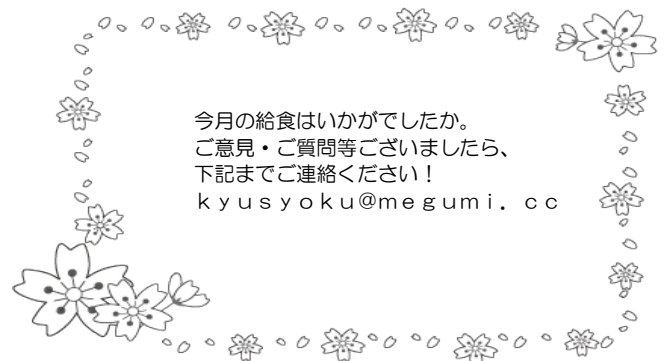 今月の給食はいかがでしたか。
ご意見・ご質問等ございましたら、
下記までご連絡ください！
ｋｙｕｓｙｏｋｕ@ｍｅｇｕｍｉ．ｃｃ